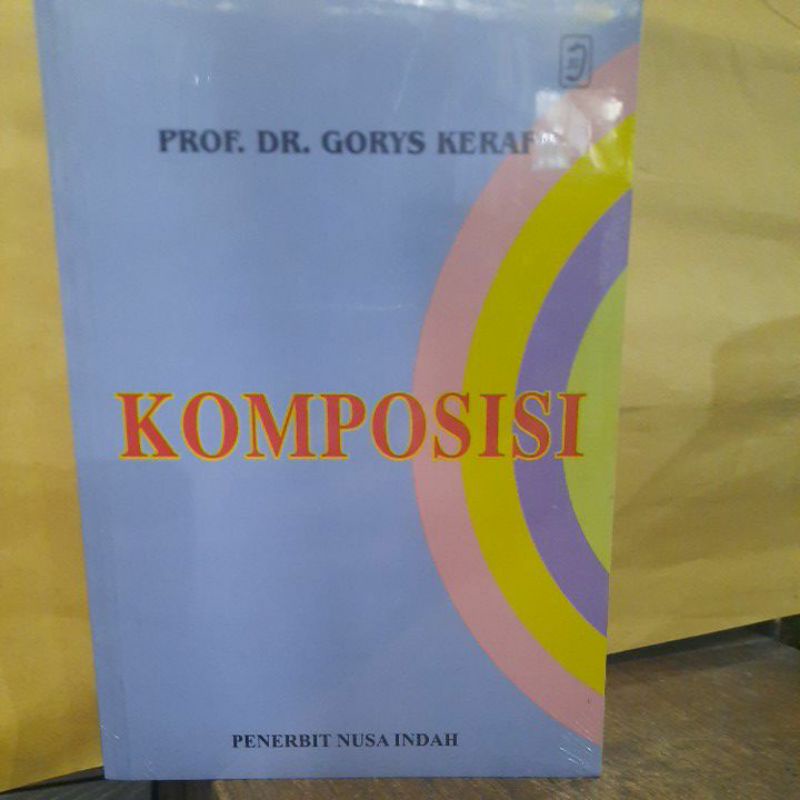 PROF. DR. GORYS KERAF
KOMPOSISI
PENERBIT NUSA INDAH